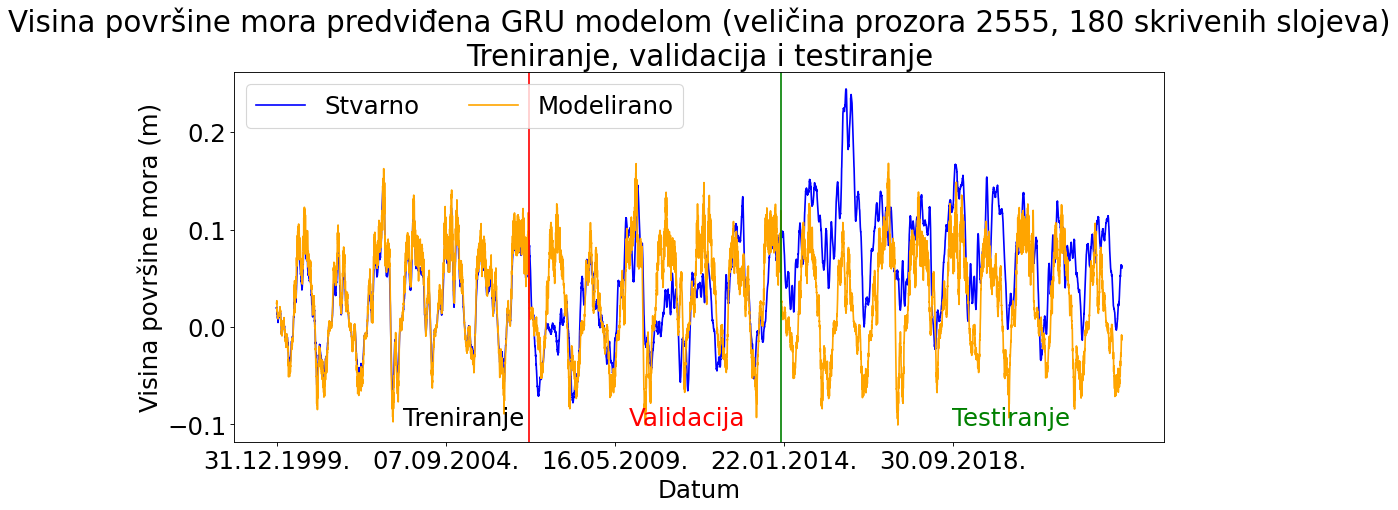 Visina površine mora predviđena GRU modelom (veličina prozora 2555, 180 skrivenih slojeva)
Treniranje, validacija i testiranje
Stvarno
Modelirano
Visina površine mora (m)
0.2
0.1
0.0
−0.1
Treniranje
Validacija
Testiranje
31.12.1999.
07.09.2004.
16.05.2009.
22.01.2014.
30.09.2018.
Datum